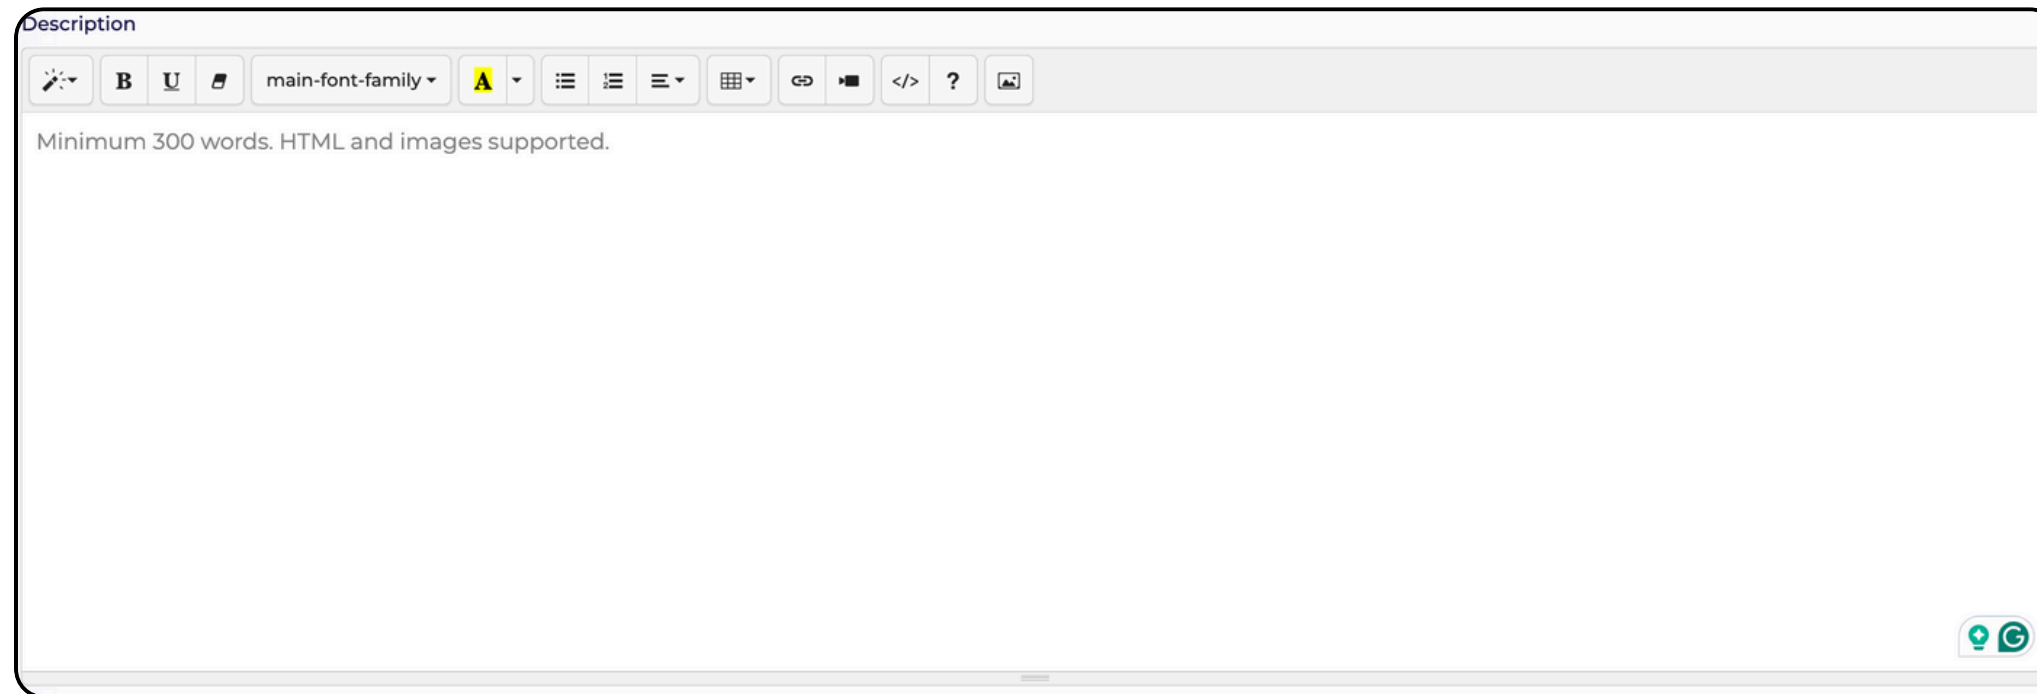 Description
B U main-font-family A </> ?
Minimum 300 words. HTML and images supported.